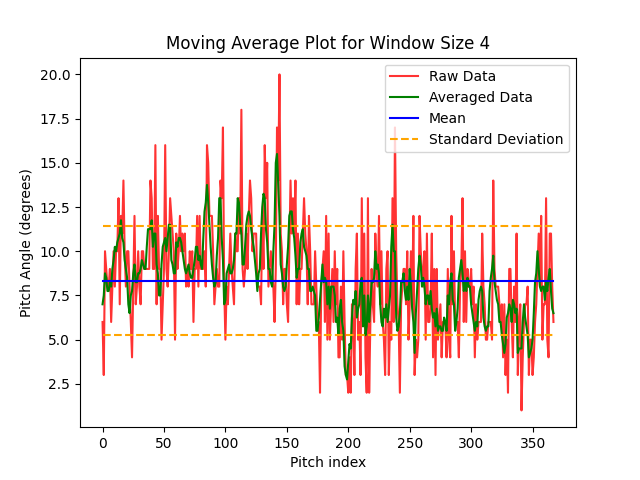 Moving Average Plot for Window Size 4
Raw Data
Averaged Data
Mean
Standard Deviation
20.0
17.5
15.0
12.5
10.0
7.5
5.0
2.5
Pitch Angle (degrees)
0 50 100 150 200 250 300 350
Pitch index